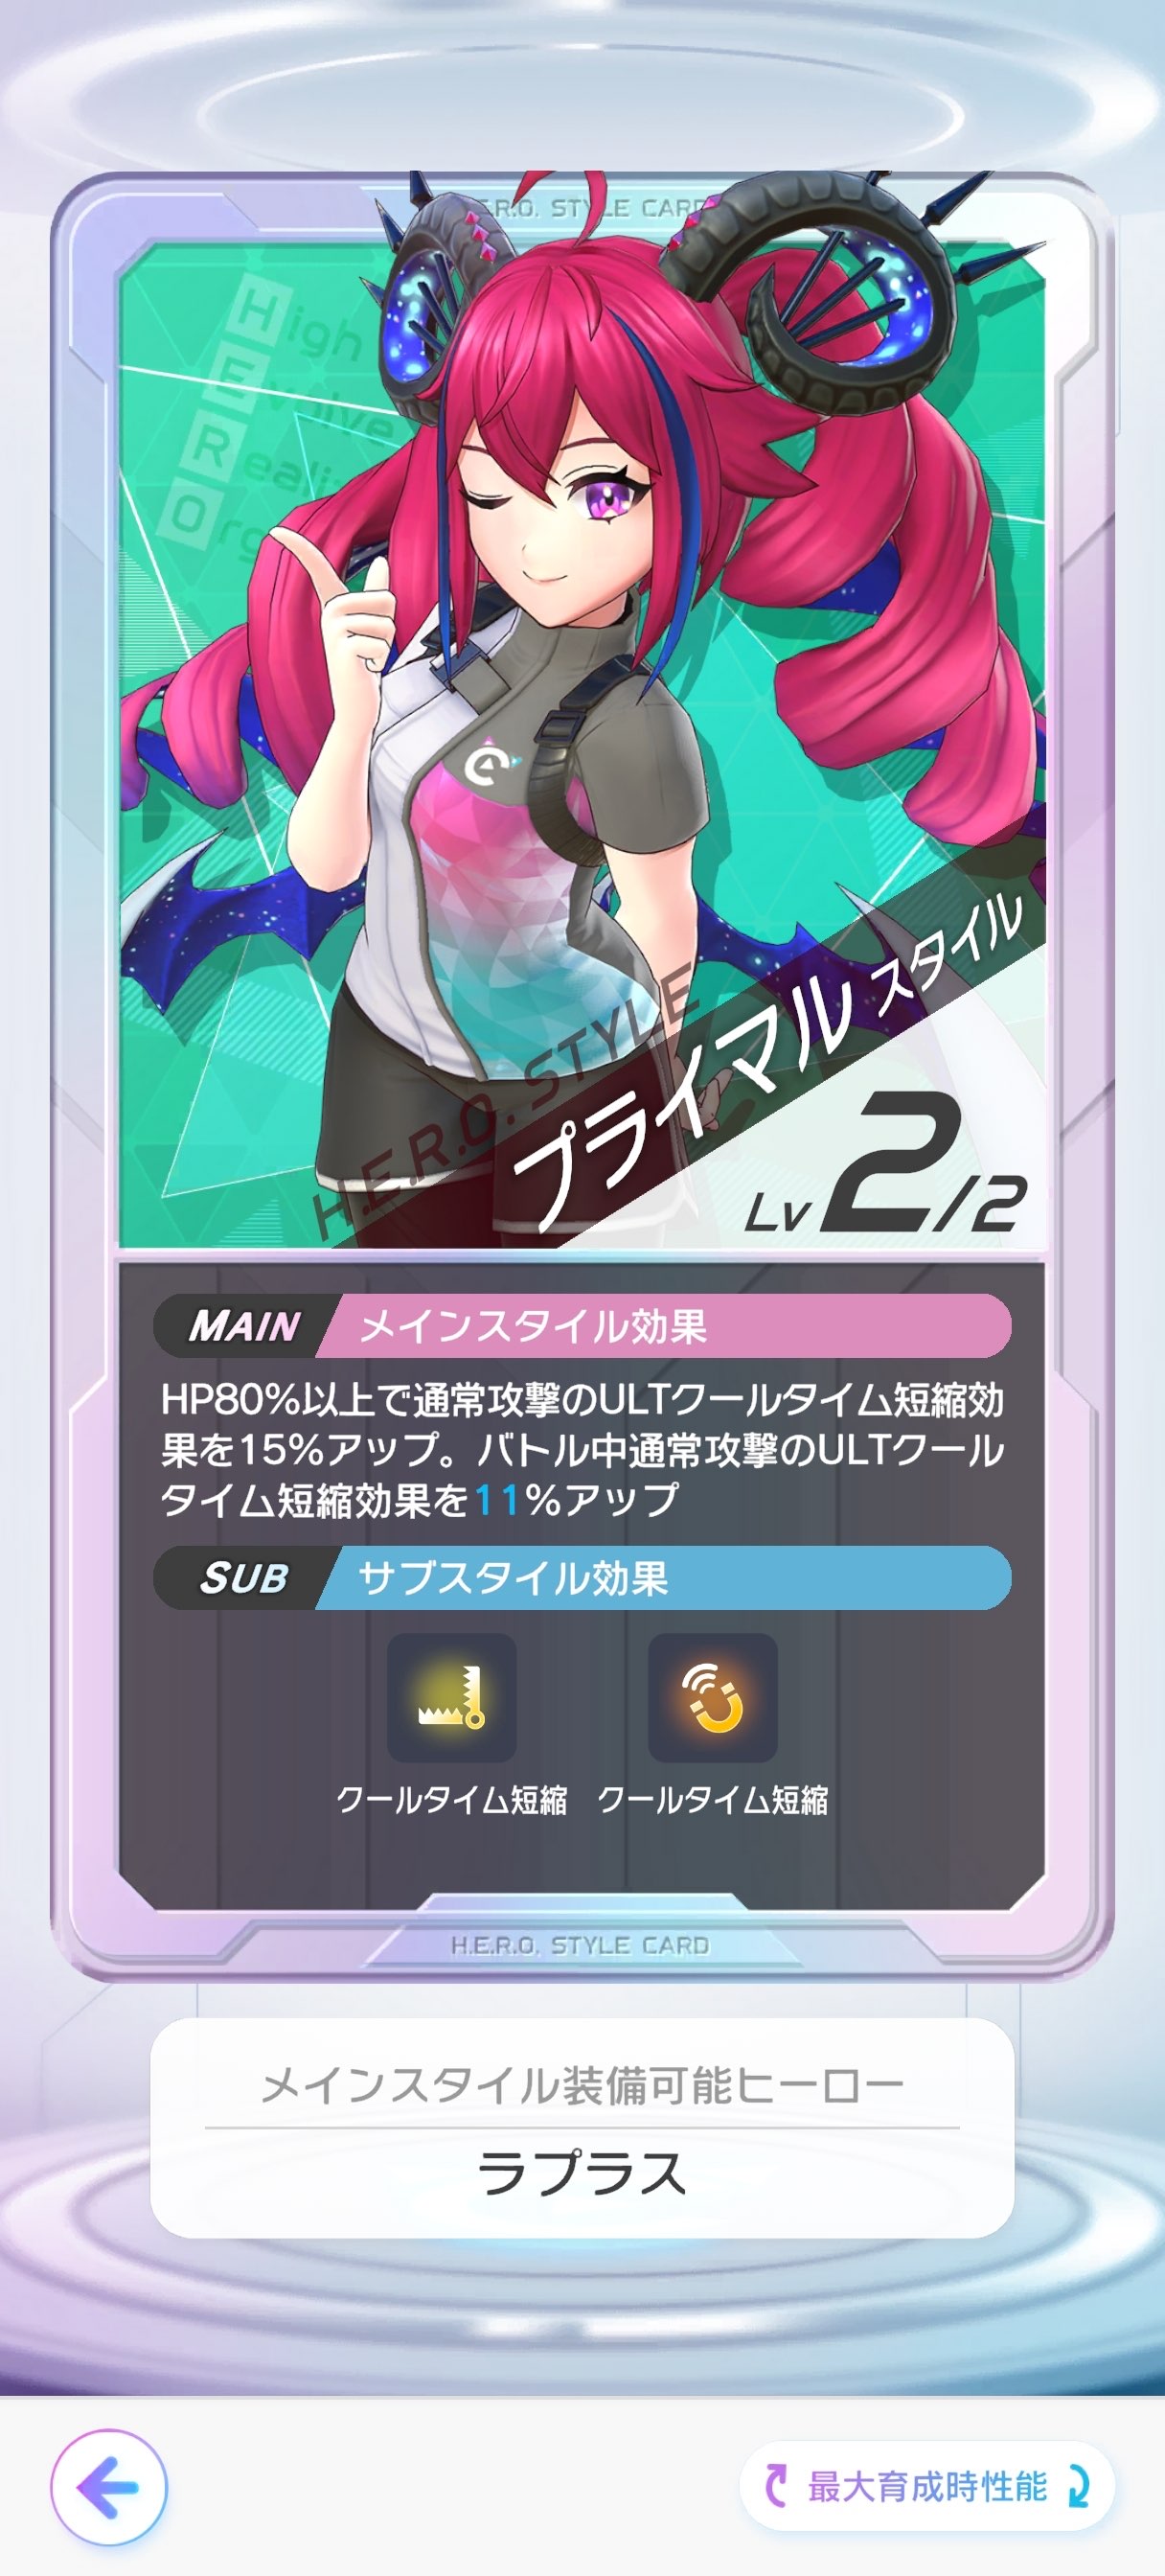 H.E.R.O. STYLE CARD
High
Evolve
Reali
Org
H.E.R.O. STYLE
プライマル スタイル
Lv 2/2
MAIN メインスタイル効果
HP80%以上で通常攻撃のULTクールタイム短縮効
果を15%アップ。バトル中通常攻撃のULTクール
タイム短縮効果を11%アップ
SUB サブスタイル効果
クールタイム短縮 クールタイム短縮
H.E.R.O. STYLE CARD
メインスタイル装備可能ヒーロー
ラプラス
最大育成時性能